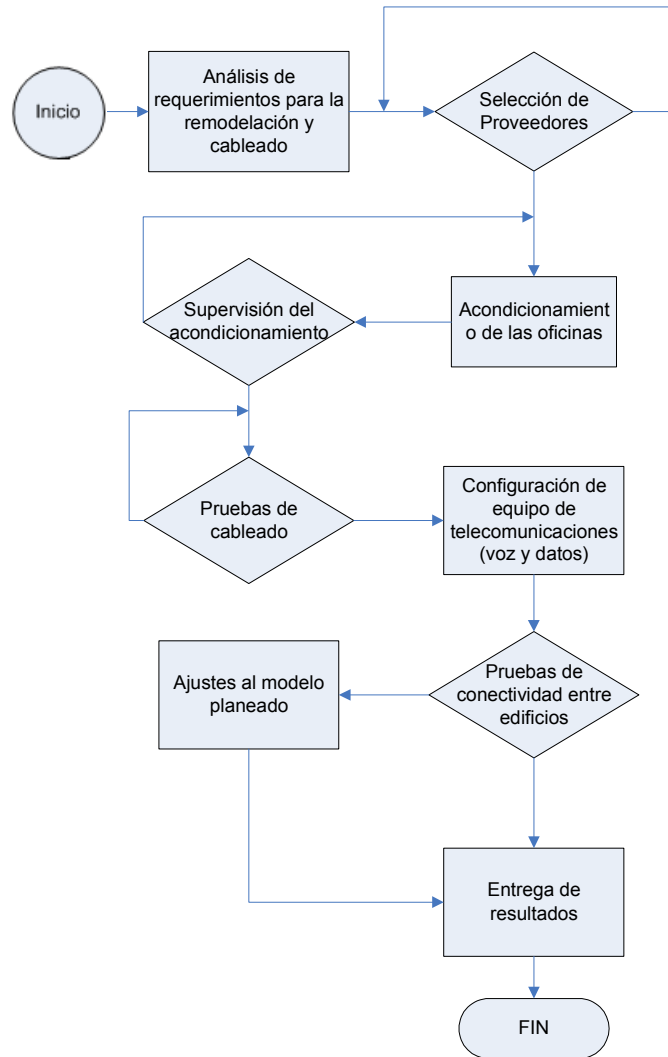 Inicio
Análisis de
requerimientos para la
remodelación y
cableado
Selección de
Proveedores
Supervisión del
acondicionamiento
Acondicionamient
o de las oficinas
Pruebas de
cableado
Configuración de
equipo de
telecomunicaciones
(voz y datos)
Ajustes al modelo
planeado
Pruebas de
conectividad entre
edificios
Entrega de
resultados
FIN